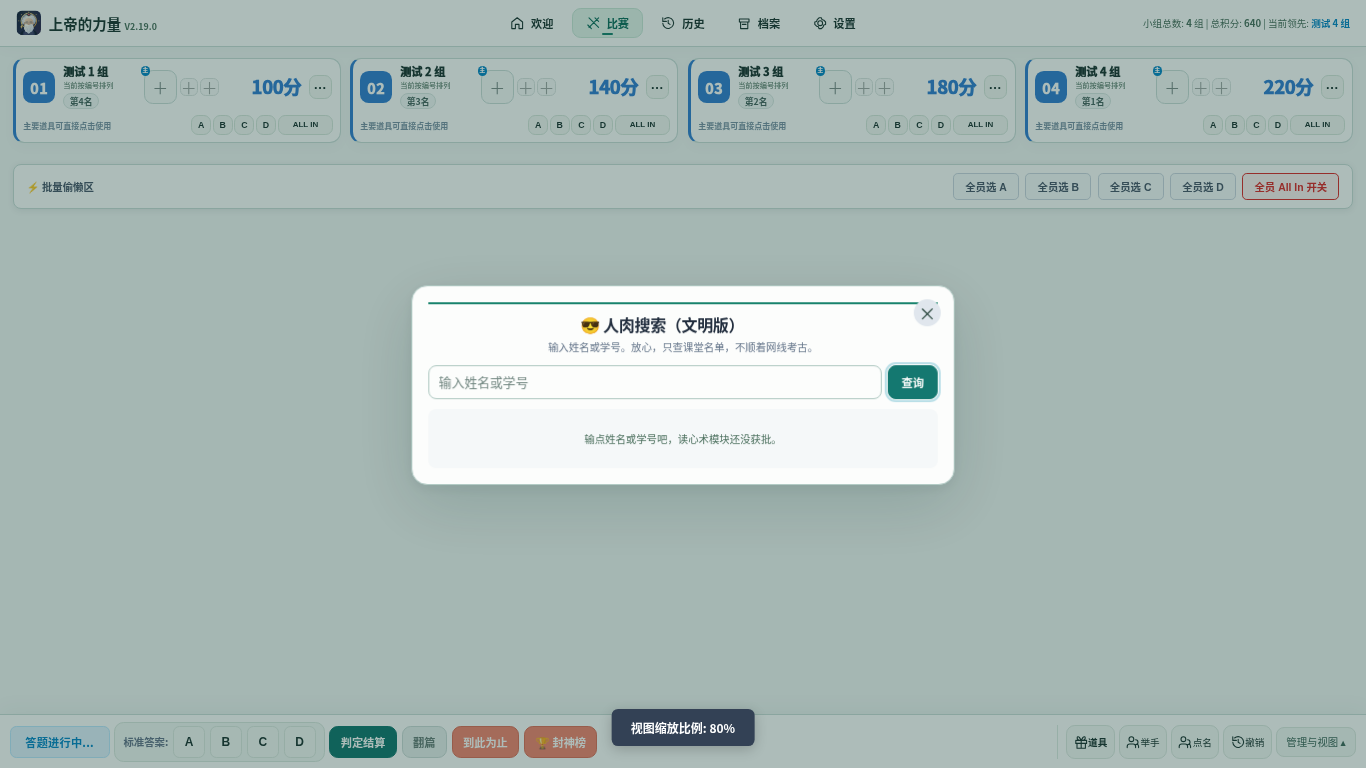 上帝的力量 V2.19.0
欢迎
比赛
历史
档案
设置
小组总数: 4 组 | 总积分: 640 | 当前领先: 测试 4 组
01
测试 1 组
当前按编号排列
第4名
主
100分
...
主要道具可直接点击使用
A B C D ALL IN
02
测试 2 组
当前按编号排列
第3名
主
140分
...
主要道具可直接点击使用
A B C D ALL IN
03
测试 3 组
当前按编号排列
第2名
主
180分
...
主要道具可直接点击使用
A B C D ALL IN
04
测试 4 组
当前按编号排列
第1名
主
220分
...
主要道具可直接点击使用
A B C D ALL IN
⚡ 批量偷懒区
全员选 A
全员选 B
全员选 C
全员选 D
全员 All In 开关
😎 人肉搜索（文明版）
输入姓名或学号。放心，只查课堂名单，不顺着网线考古。
输入姓名或学号
查询
输点姓名或学号吧，读心术模块还没获批。
视图缩放比例: 80%
答题进行中...
标准答案: A B C D
判定结算
翻篇
到此为止
🏆 封神榜
道具
举手
点名
撤销
管理与视图 ▴